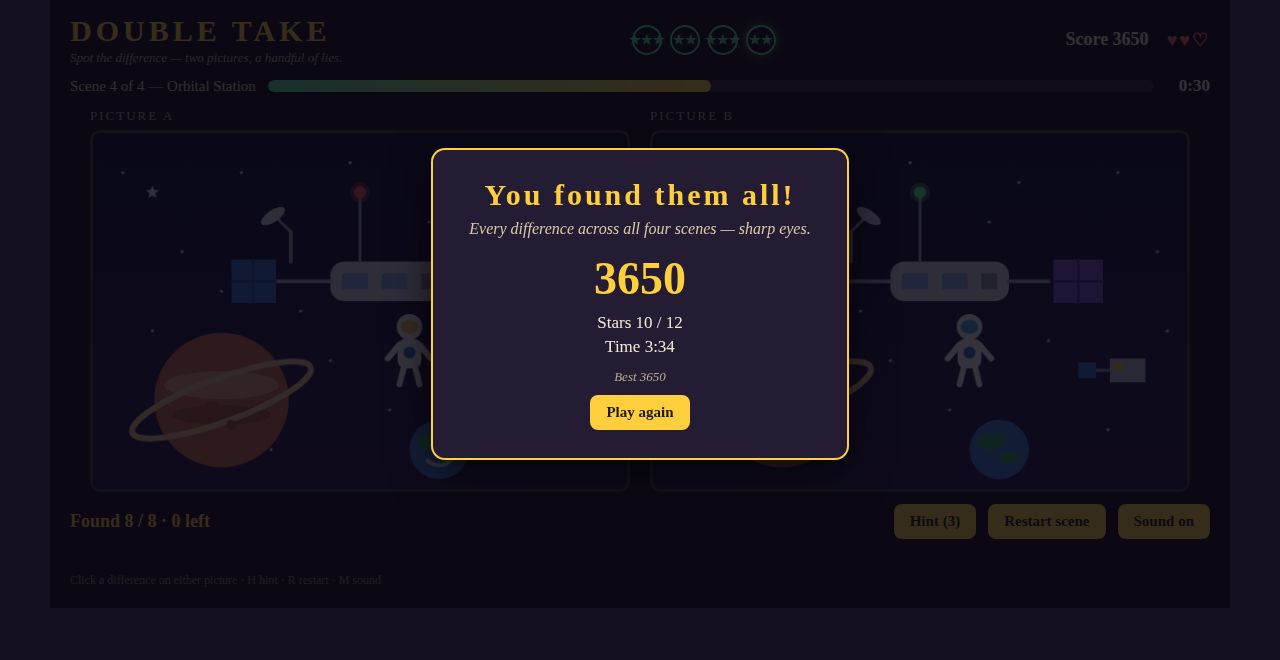 DOUBLE TAKE
Spot the difference — two pictures, a handful of lies.
★★★ ★★ ★★★ ★★
Score 3650 ♥♥♡
Scene 4 of 4 — Orbital Station
0:30
PICTURE A
PICTURE B
You found them all!
Every difference across all four scenes — sharp eyes.
3650
Stars 10 / 12
Time 3:34
Best 3650
Play again
Found 8 / 8 · 0 left
Hint (3)
Restart scene
Sound on
Click a difference on either picture · H hint · R restart · M sound